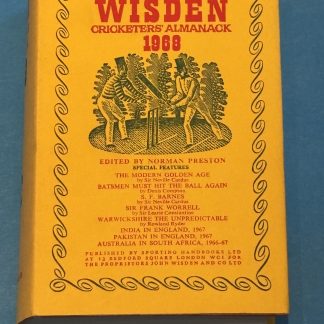 WISDEN
CRICKETERS' ALMANACK
1968
EDITED BY NORMAN PRESTON
SPECIAL FEATURES
THE MODERN GOLDEN AGE
by Sir Neville Cardus
BATSMEN MUST HIT THE BALL AGAIN
by Denis Compton
S. F. BARNES
by Sir Neville Cardus
SIR FRANK WORRELL
by Sir Learie Constantine
WARWICKSHIRE THE UNPREDICTABLE
by Rowland Ryder
INDIA IN ENGLAND, 1967
PAKISTAN IN ENGLAND, 1967
AUSTRALIA IN SOUTH AFRICA, 1966-67
PUBLISHED BY SPORTING HANDBOOKS LTD
AT 13 BEDFORD SQUARE LONDON WC1 FOR
THE PROPRIETORS JOHN WISDEN AND CO LTD